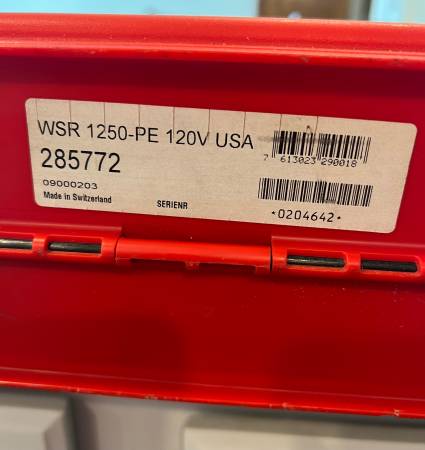 WSR 1250-PE 120V USA
285772
09000203
Made in Switzerland
SERIENR
7 613023 290018
*0204642*